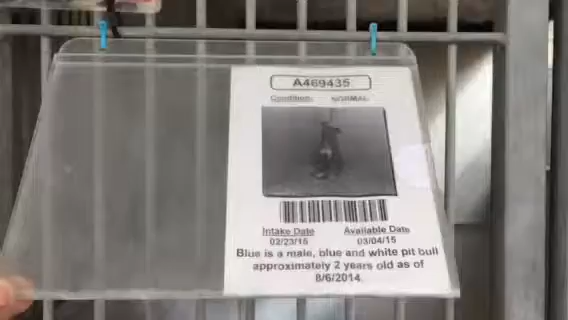 A469435
Condition: NORMAL
Intake Date Available Date
02/23/15 03/04/15
Blue is a male, blue and white pit bull
approximately 2 years old as of
8/6/2014.